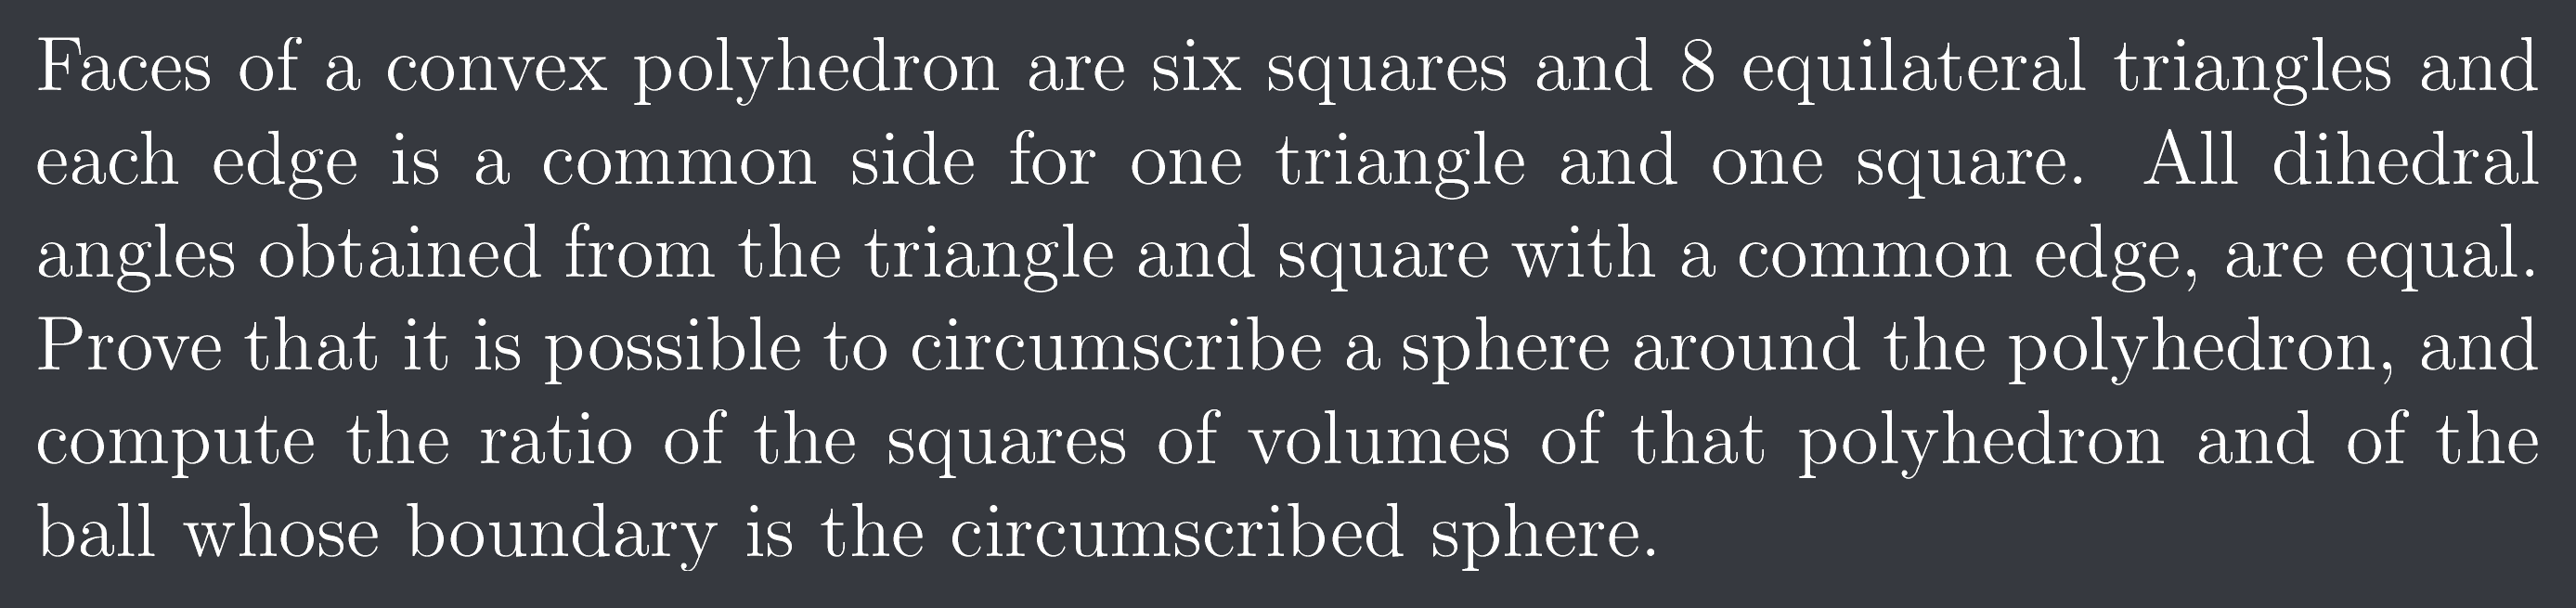 Faces of a convex polyhedron are six squares and 8 equilateral triangles and
each edge is a common side for one triangle and one square. All dihedral
angles obtained from the triangle and square with a common edge, are equal.
Prove that it is possible to circumscribe a sphere around the polyhedron, and
compute the ratio of the squares of volumes of that polyhedron and of the
ball whose boundary is the circumscribed sphere.